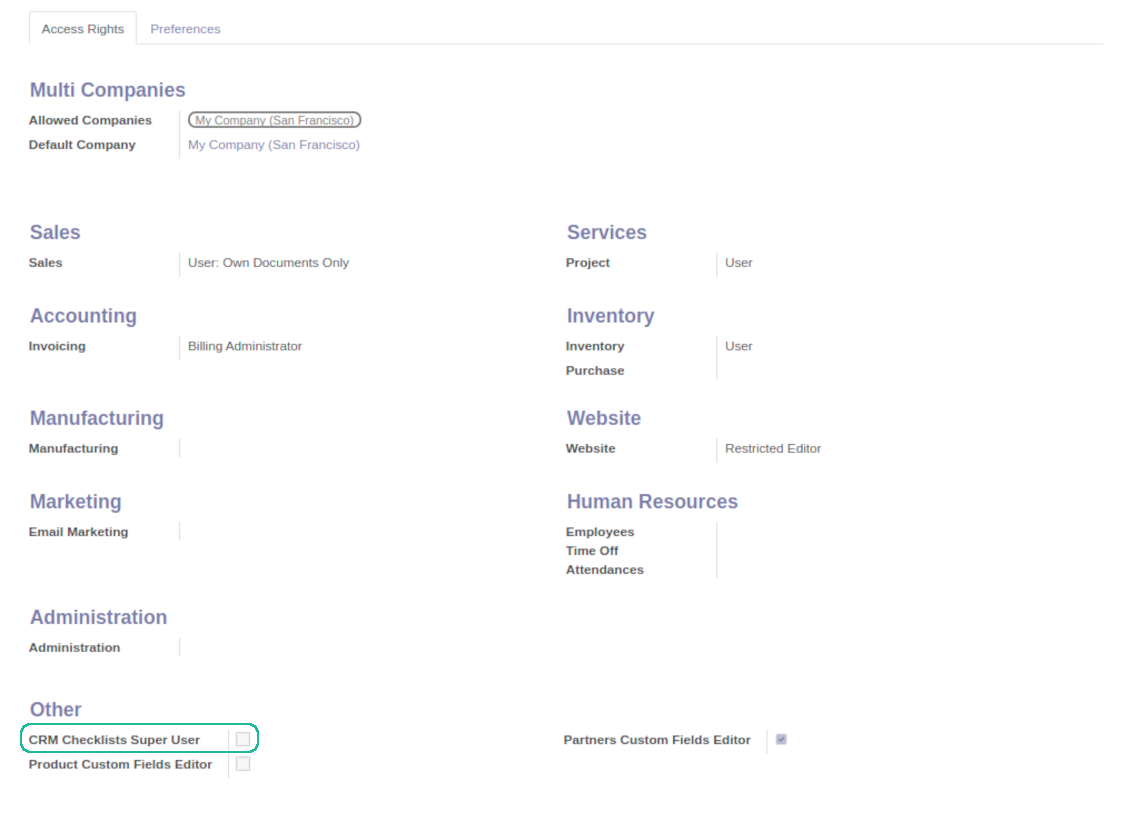 Access Rights
Preferences
Multi Companies
Allowed Companies My Company (San Francisco)
Default Company My Company (San Francisco)
Sales
Sales User: Own Documents Only
Services
Project User
Accounting
Invoicing Billing Administrator
Inventory
Inventory User
Purchase
Manufacturing
Manufacturing
Website
Website Restricted Editor
Marketing
Email Marketing
Human Resources
Employees
Time Off
Attendances
Administration
Administration
Other
CRM Checklists Super User
Partners Custom Fields Editor
Product Custom Fields Editor